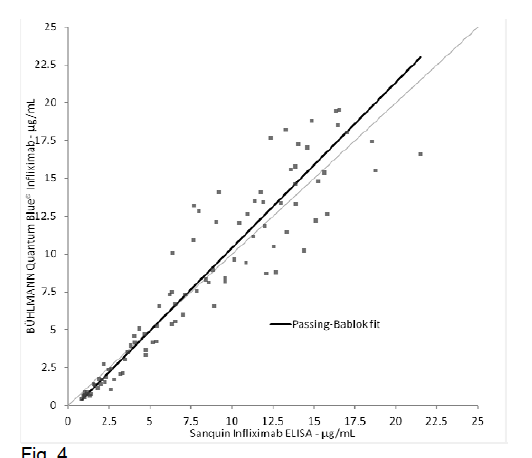 25
22.5
20
17.5
15
12.5
10
7.5
5
2.5
0
BÜHLMANN Quantum Blue® Infliximab - µg/mL
Passing-Bablok fit
0 2.5 5 7.5 10 12.5 15 17.5 20 22.5 25
Sanquin Infliximab ELISA - µg/mL
Fig. 4